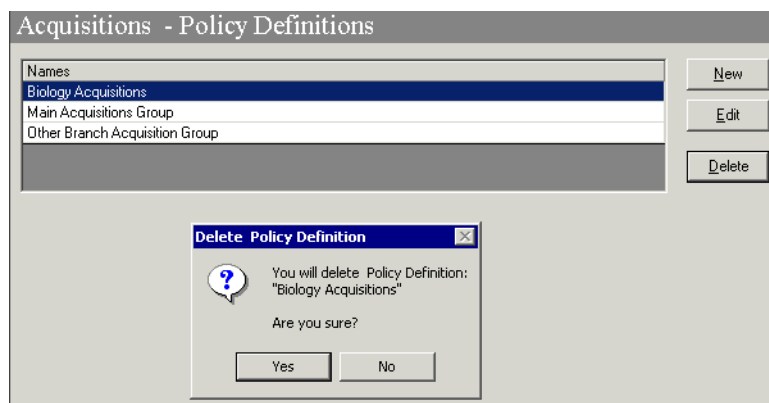 Acquisitions - Policy Definitions
Names
Biology Acquisitions
Main Acquisitions Group
Other Branch Acquisition Group
New
Edit
Delete
Delete Policy Definition
?
You will delete Policy Definition:
"Biology Acquisitions"
Are you sure?
Yes No